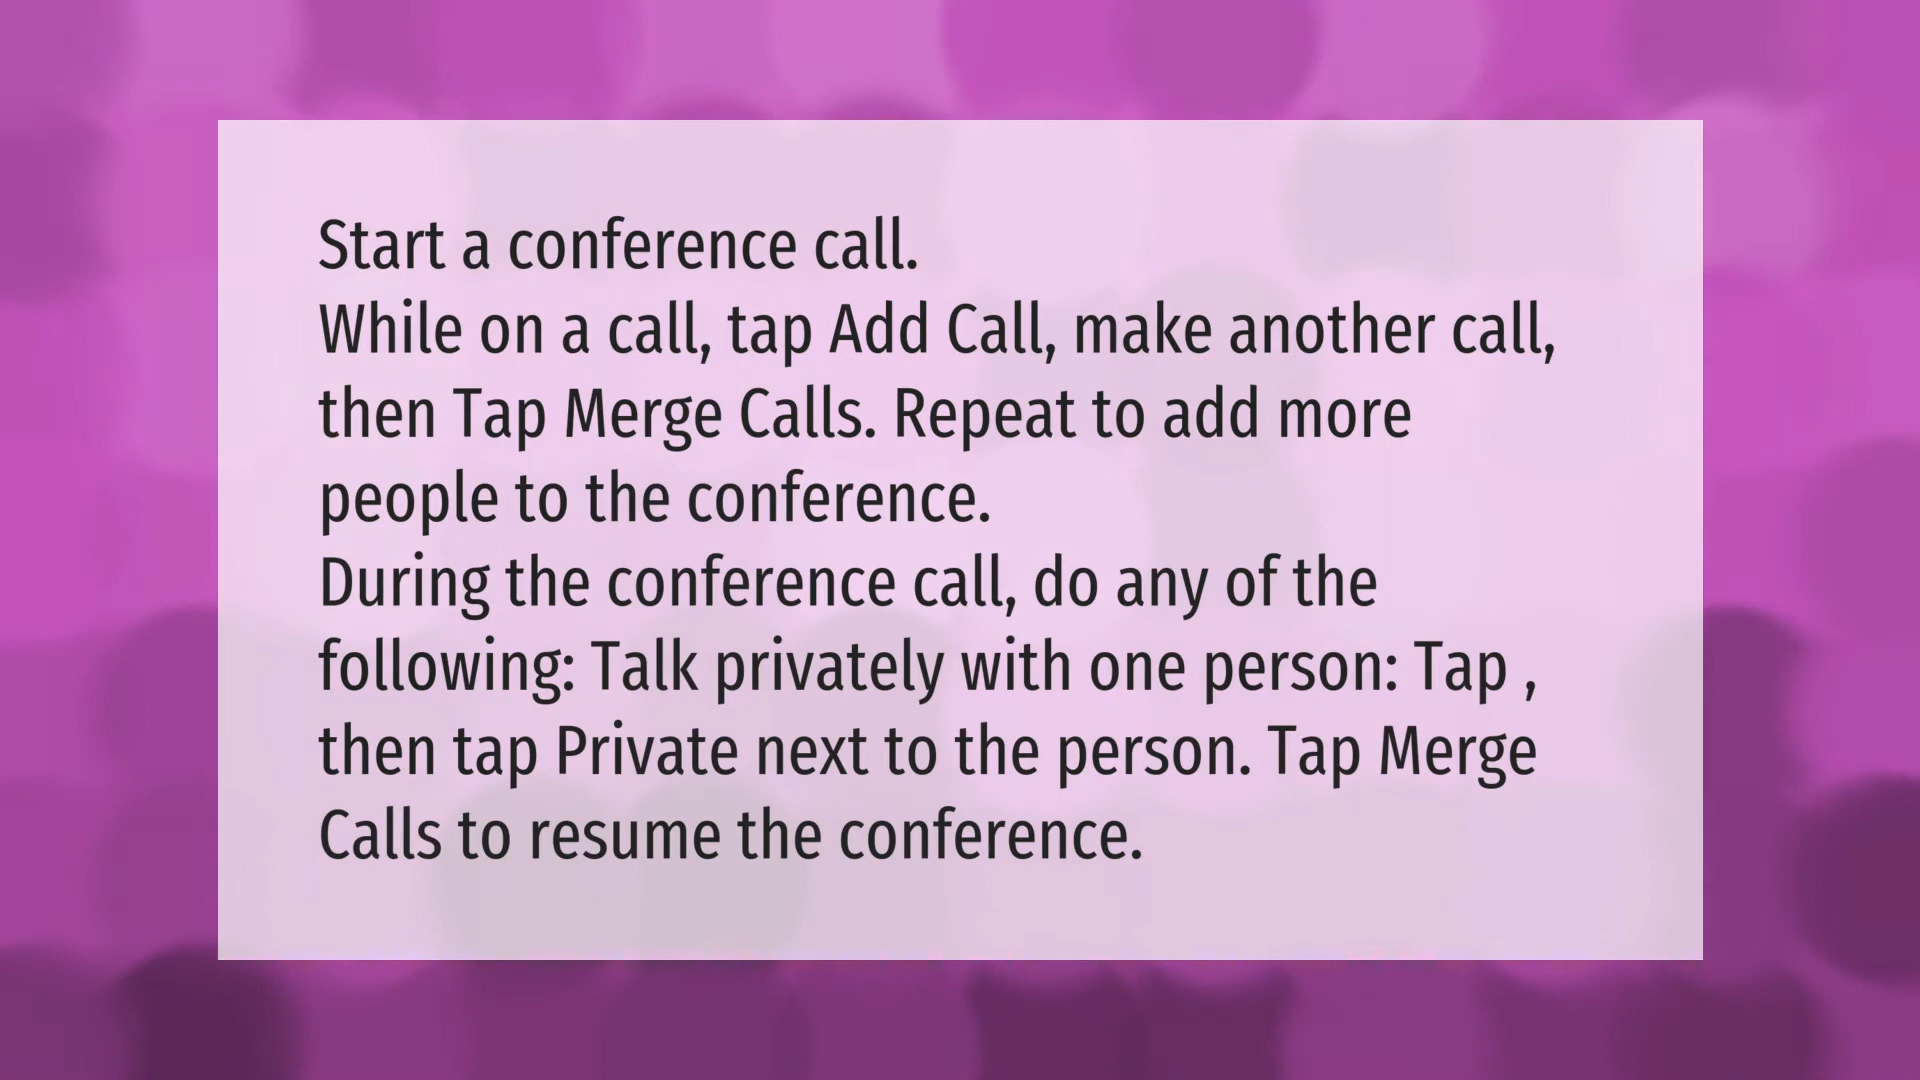 Start a conference call.
While on a call, tap Add Call, make another call,
then Tap Merge Calls. Repeat to add more
people to the conference.
During the conference call, do any of the
following: Talk privately with one person: Tap ,
then tap Private next to the person. Tap Merge
Calls to resume the conference.